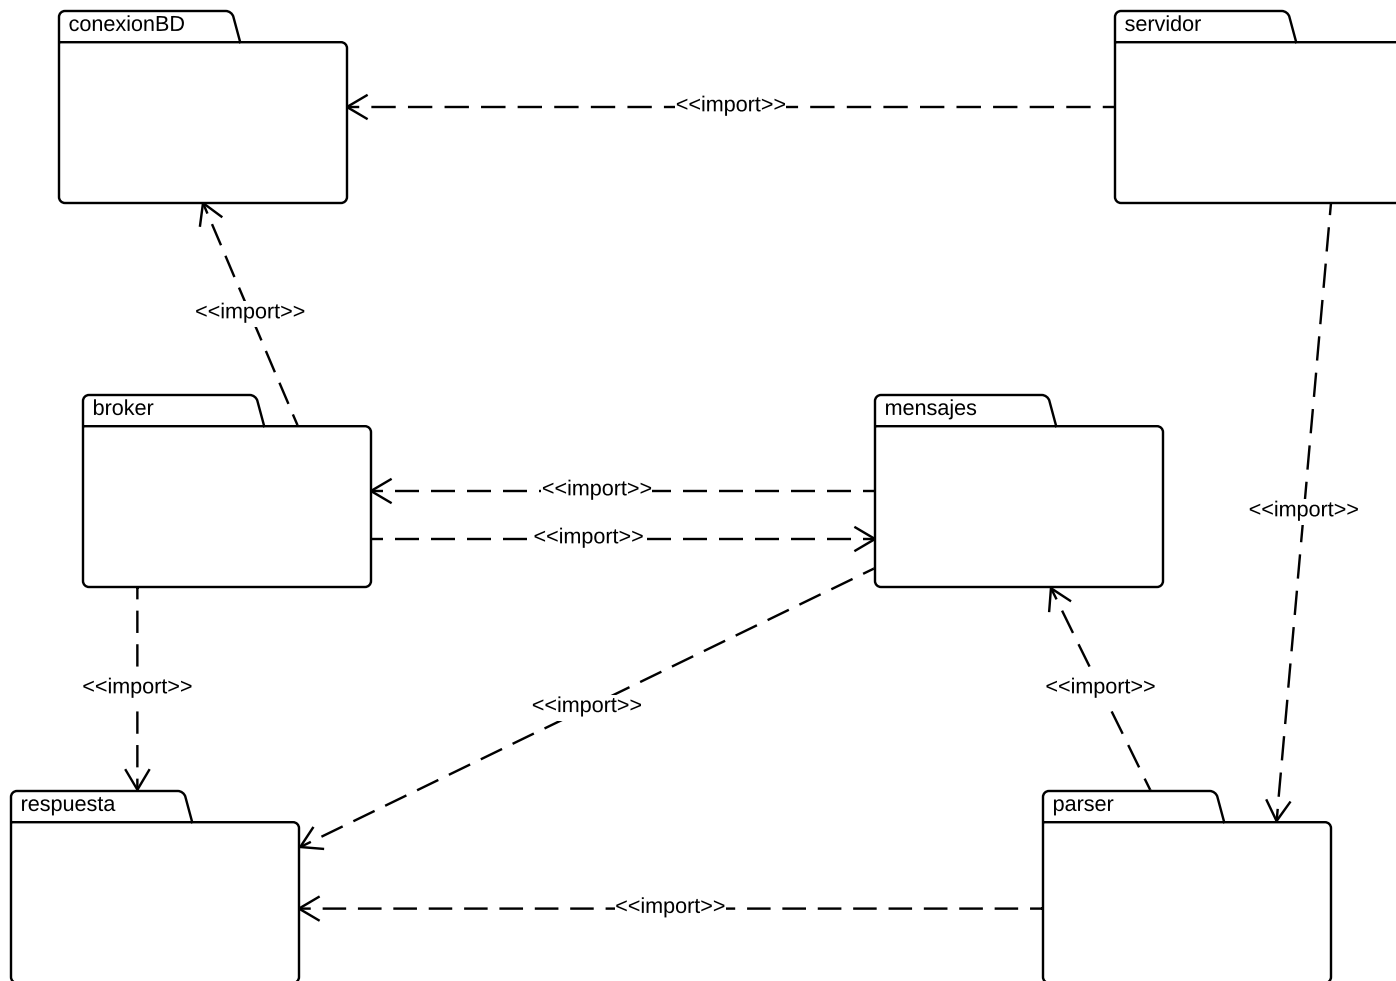 conexionBD
servidor
<<import>>
<<import>>
broker
mensajes
<<import>>
<<import>>
<<import>>
<<import>>
<<import>>
<<import>>
respuesta
parser
<<import>>